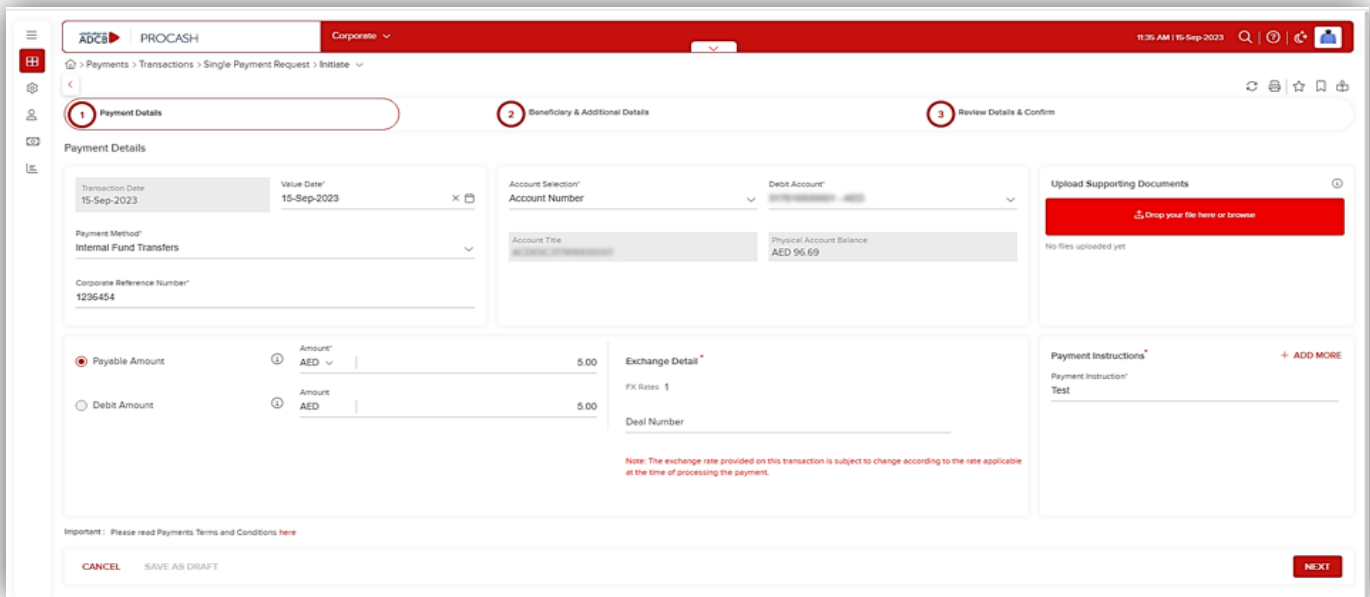 ADCB PROCASH
Corporate
11:35 AM | 15-Sep-2023
> Payments > Transactions > Single Payment Request > Initiate
1 Payment Details
2 Beneficiary & Additional Details
3 Review Details & Confirm
Payment Details
Transaction Date
15-Sep-2023
Value Date*
15-Sep-2023
Payment Method*
Internal Fund Transfers
Corporate Reference Number*
1236454
Account Selection*
Account Number
Debit Account*
Account Title
Physical Account Balance
AED 96.69
Upload Supporting Documents
Drop your file here or browse
No files uploaded yet
Payable Amount
Amount*
AED 5.00
Debit Amount
Amount
AED 5.00
Exchange Detail*
FX Rates 1
Deal Number
Note: The exchange rate provided on this transaction is subject to change according to the rate applicable
at the time of processing the payment.
Payment Instructions*
+ ADD MORE
Payment Instruction*
Test
Important : Please read Payments Terms and Conditions here
CANCEL
SAVE AS DRAFT
NEXT